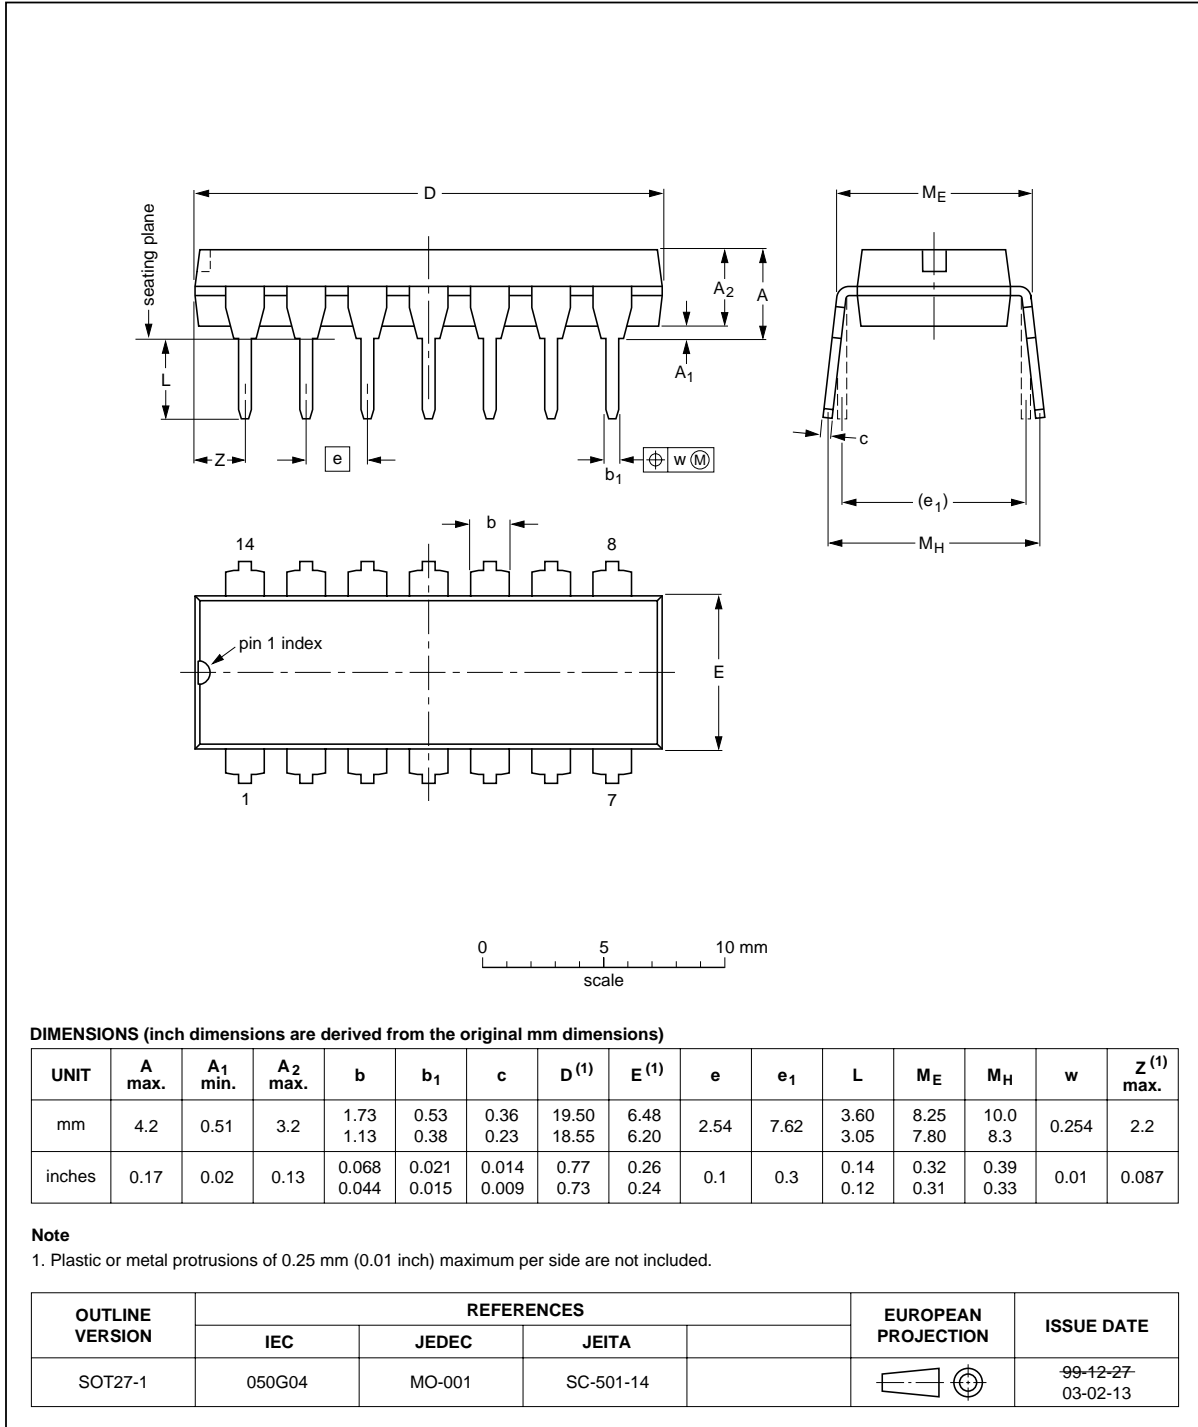 D
M_E
seating plane
A_2
A
A_1
L
c
Z
e
b_1
w M
(e_1)
M_H
b
14
8
pin 1 index
E
1
7
0
5
10 mm
scale
DIMENSIONS (inch dimensions are derived from the original mm dimensions)
UNIT A max. A_1 min. A_2 max. b b_1 c D(1) E(1) e e_1 L M_E M_H w Z(1) max.
mm 4.2 0.51 3.2 1.73 1.13 0.53 0.38 0.36 0.23 19.50 18.55 6.48 6.20 2.54 7.62 3.60 3.05 8.25 7.80 10.0 8.3 0.254 2.2
inches 0.17 0.02 0.13 0.068 0.044 0.021 0.015 0.014 0.009 0.77 0.73 0.26 0.24 0.1 0.3 0.14 0.12 0.32 0.31 0.39 0.33 0.01 0.087
Note
1. Plastic or metal protrusions of 0.25 mm (0.01 inch) maximum per side are not included.
OUTLINE VERSION REFERENCES EUROPEAN PROJECTION ISSUE DATE
IEC JEDEC JEITA
SOT27-1 050G04 MO-001 SC-501-14 99-12-27
03-02-13